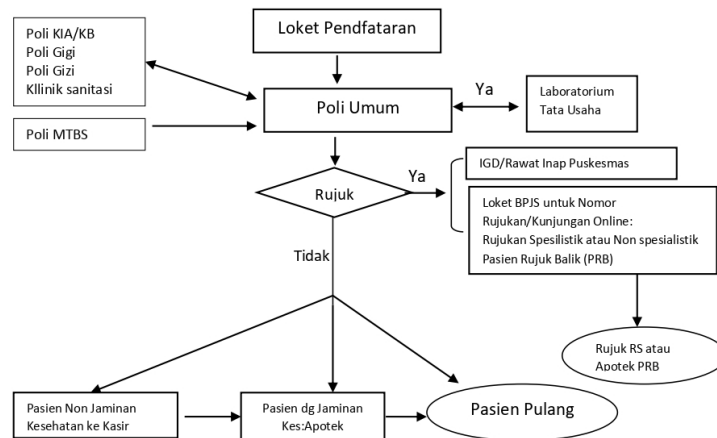 Loket Pendfataran
Poli KIA/KB
Poli Gigi
Poli Gizi
Kllinik sanitasi
Poli Umum
Ya
Laboratorium
Tata Usaha
Poli MTBS
Rujuk
Ya
IGD/Rawat Inap Puskesmas
Loket BPJS untuk Nomor
Rujukan/Kunjungan Online:
Rujukan Spesilistik atau Non spesialistik
Pasien Rujuk Balik (PRB)
Tidak
Rujuk RS atau
Apotek PRB
Pasien Non Jaminan
Kesehatan ke Kasir
Pasien dg Jaminan
Kes:Apotek
Pasien Pulang